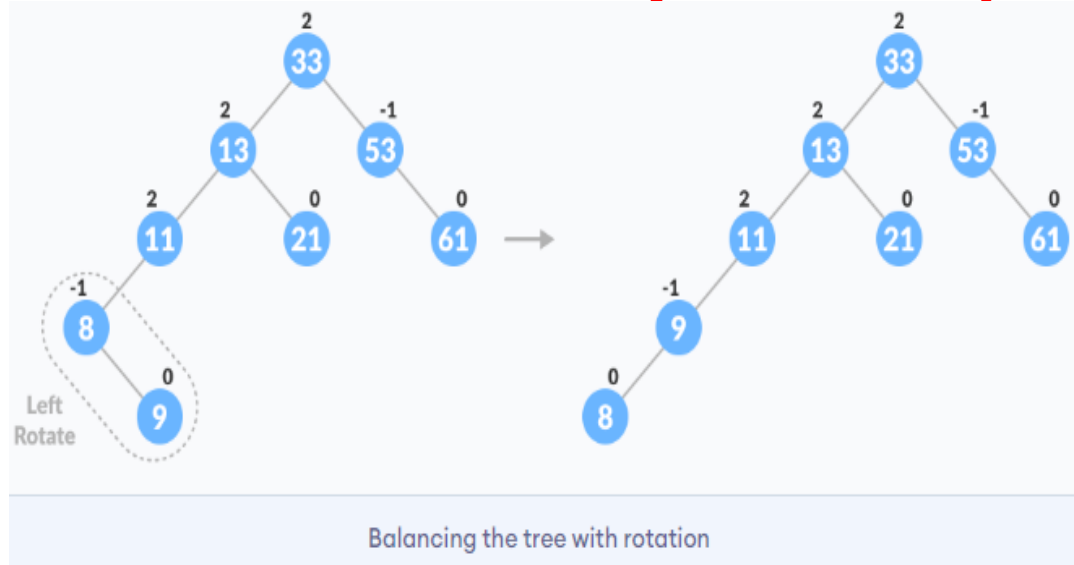 2 2
33 33
2 -1 2 -1
13 53 13 53
2 0 0 2 0 0
11 21 61 11 21 61
-1 -1
8 9
0 0
Left
9 8
Rotate
Balancing the tree with rotation